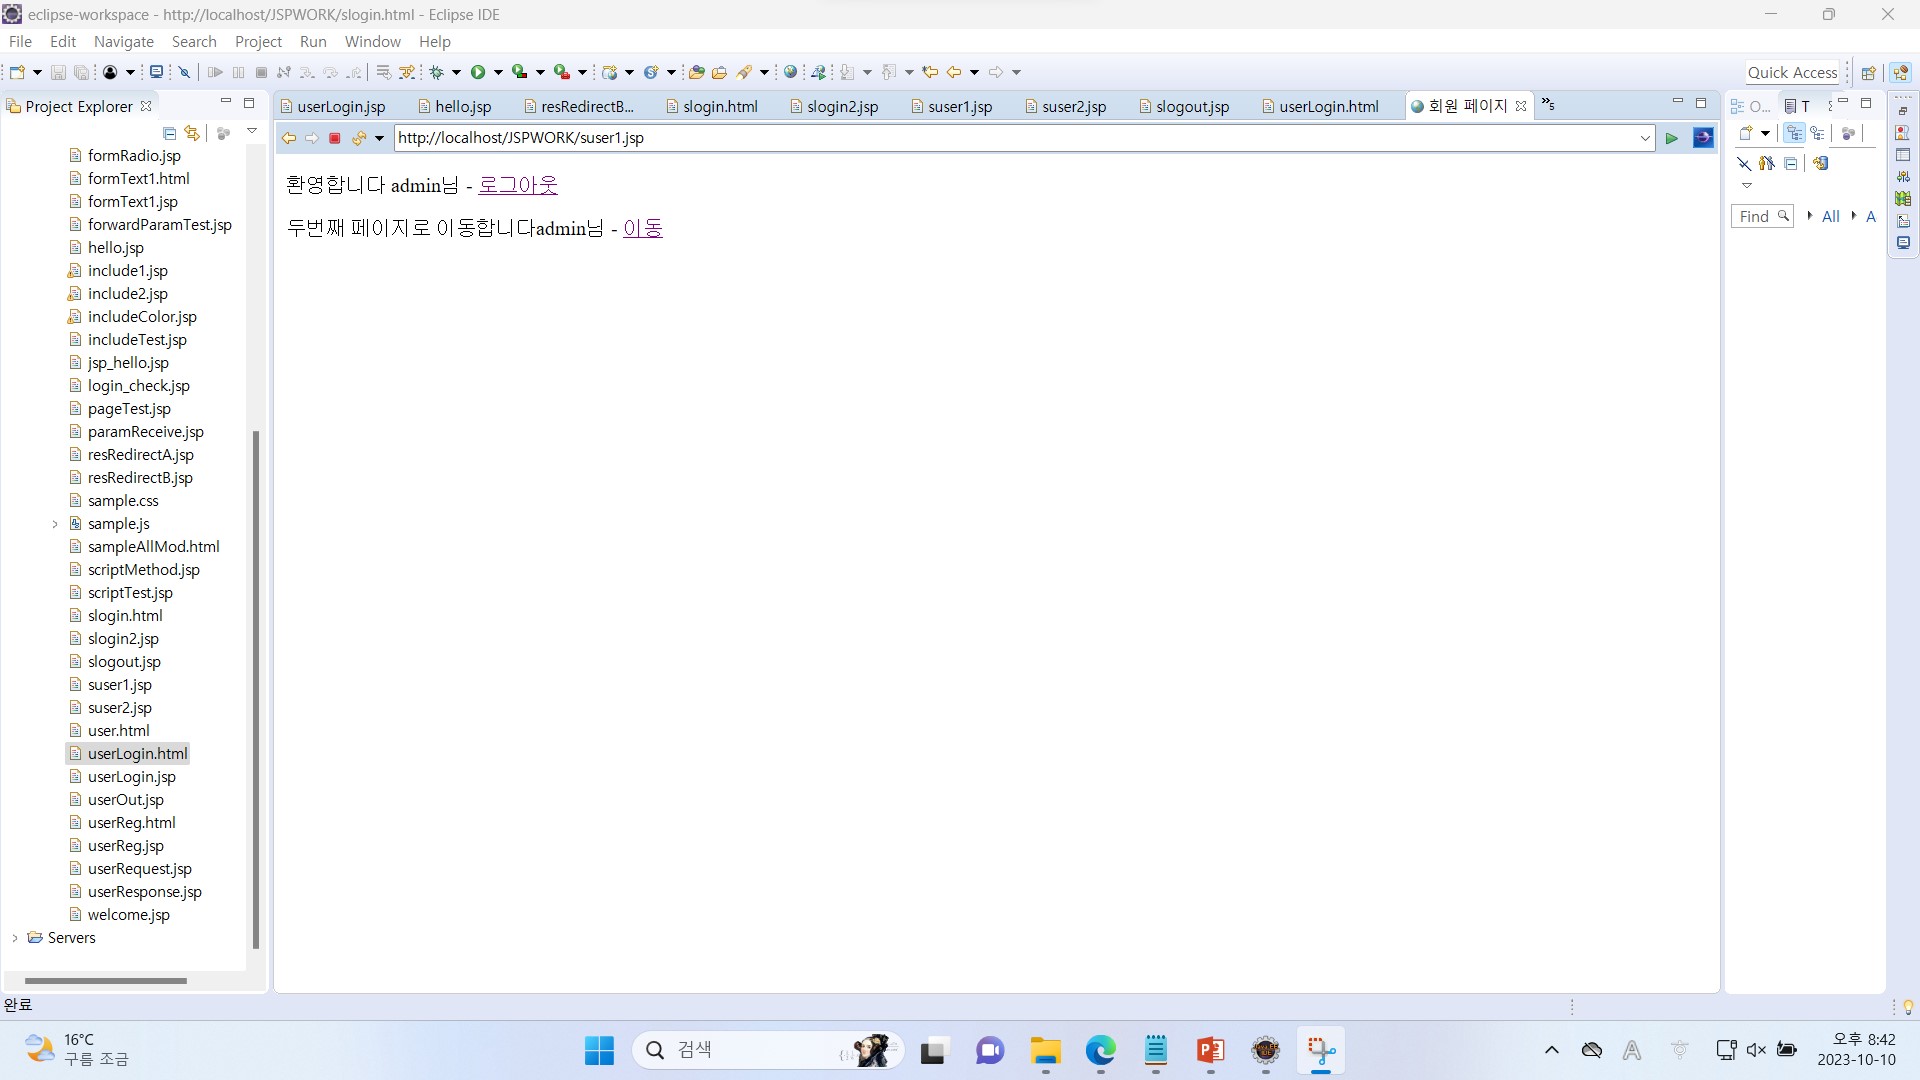 eclipse-workspace - http://localhost/JSPWORK/slogin.html - Eclipse IDE
File Edit Navigate Search Project Run Window Help
Quick Access
Project Explorer
userLogin.jsp hello.jsp resRedirectB... slogin.html slogin2.jsp suser1.jsp suser2.jsp slogout.jsp userLogin.html 회원 페이지 »5
O... T
http://localhost/JSPWORK/suser1.jsp
환영합니다 admin님 - 로그아웃
두번째 페이지로 이동합니다admin님 - 이동
Find All A
formRadio.jsp
formText1.html
formText1.jsp
forwardParamTest.jsp
hello.jsp
include1.jsp
include2.jsp
includeColor.jsp
includeTest.jsp
jsp_hello.jsp
login_check.jsp
pageTest.jsp
paramReceive.jsp
resRedirectA.jsp
resRedirectB.jsp
sample.css
sample.js
sampleAllMod.html
scriptMethod.jsp
scriptTest.jsp
slogin.html
slogin2.jsp
slogout.jsp
suser1.jsp
suser2.jsp
user.html
userLogin.html
userLogin.jsp
userOut.jsp
userReg.html
userReg.jsp
userRequest.jsp
userResponse.jsp
welcome.jsp
Servers
완료
16°C
구름 조금
검색
A
오후 8:42
2023-10-10